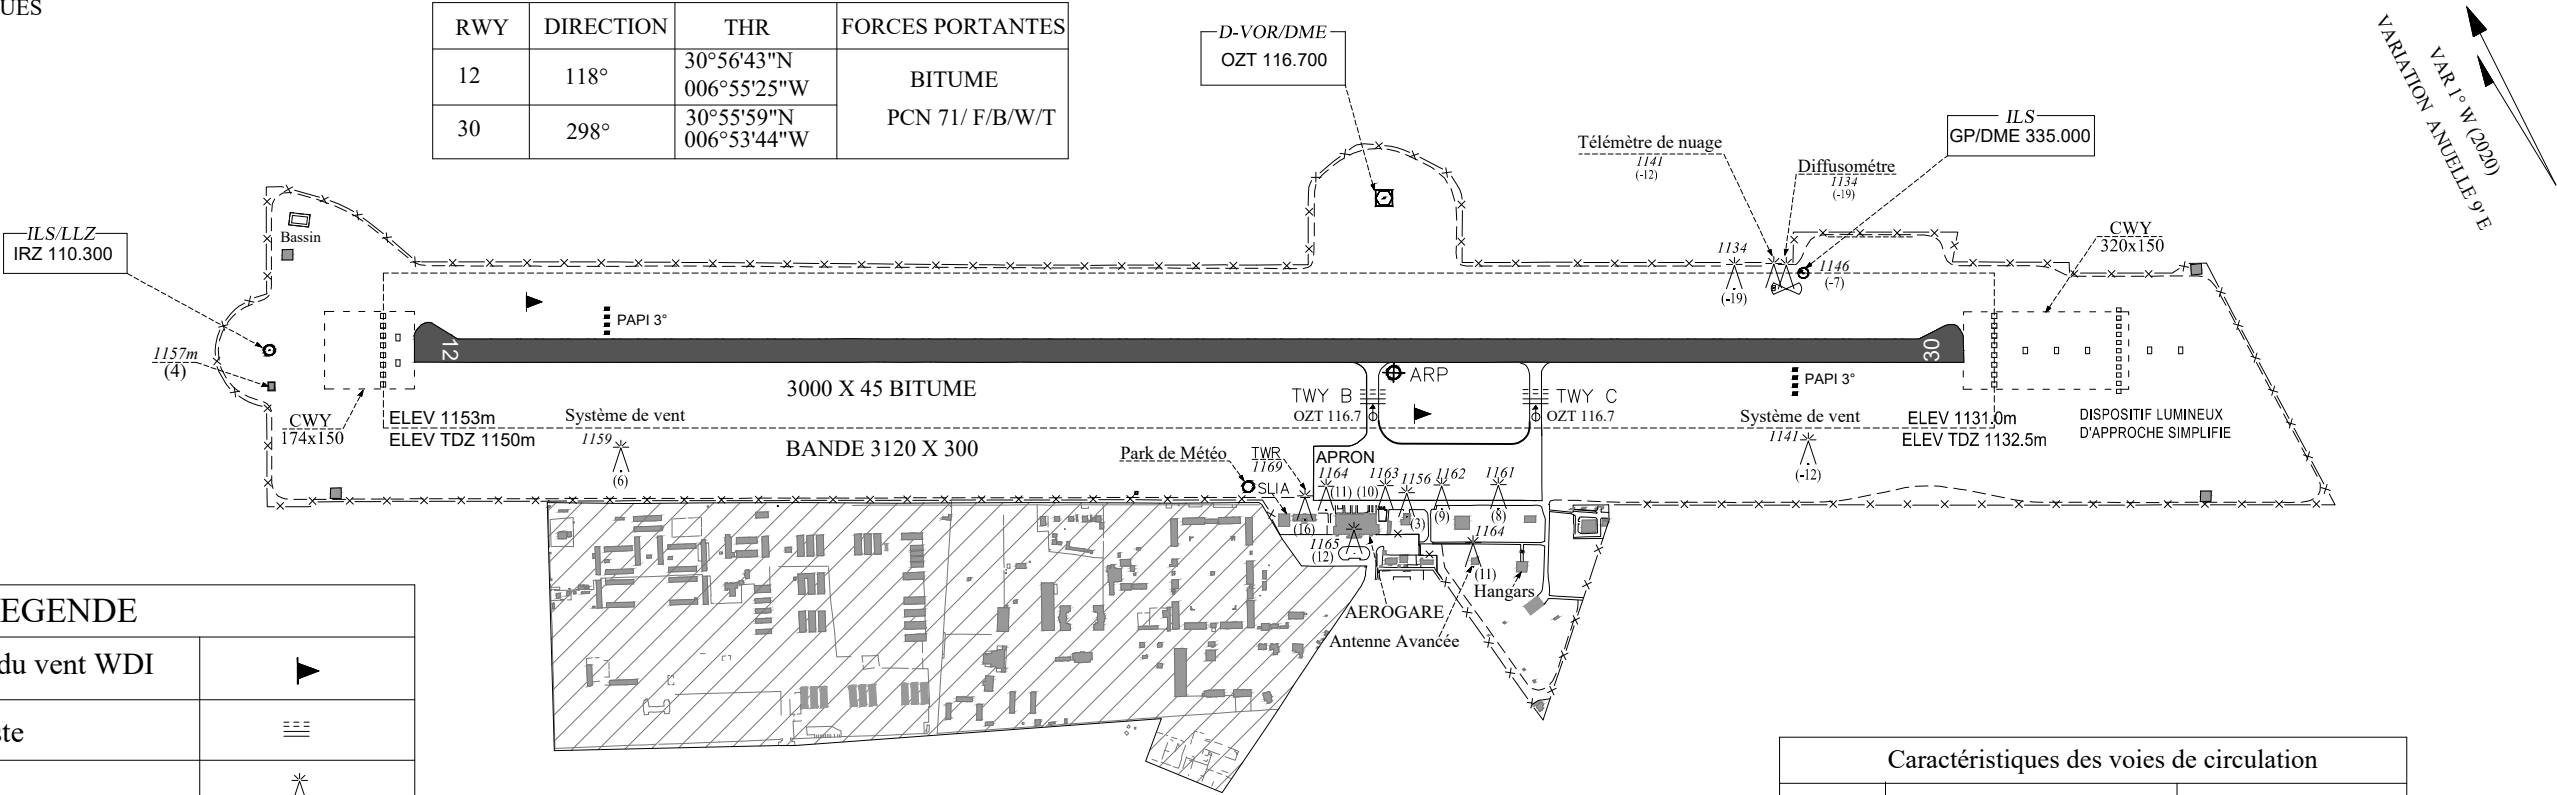 UES
RWY DIRECTION THR FORCES PORTANTES
12 118° 30°56'43"N 006°55'25"W
30 298° 30°55'59"N 006°53'44"W
BITUME
PCN 71/ F/B/W/T
D-VOR/DME
OZT 116.700
VAR 1° W (2020)
VARIATION ANUELLE 9' E
Télémètre de nuage
1141
(-12)
Diffusométre
1134
(-19)
ILS
GP/DME 335.000
ILS/LLZ
IRZ 110.300
Bassin
CWY
320x150
1134
(-19)
1146
(-7)
PAPI 3°
12
30
1157m
(4)
CWY
174x150
ELEV 1153m
ELEV TDZ 1150m
3000 X 45 BITUME
BANDE 3120 X 300
Système de vent
1159
(6)
ARP
TWY B
OZT 116.7
TWY C
OZT 116.7
PAPI 3°
Système de vent
1141
(-12)
ELEV 1131.0m
ELEV TDZ 1132.5m
DISPOSITIF LUMINEUX
D'APPROCHE SIMPLIFIE
Park de Météo
TWR
1169
(16)
SLIA
APRON
1164
(11)
1163
(10)
1156
(3)
1162
(9)
1161
(8)
1165
(12)
1164
(11)
Hangars
AEROGARE
Antenne Avancée
EGENDE
du vent WDI
ste
Caractéristiques des voies de circulation